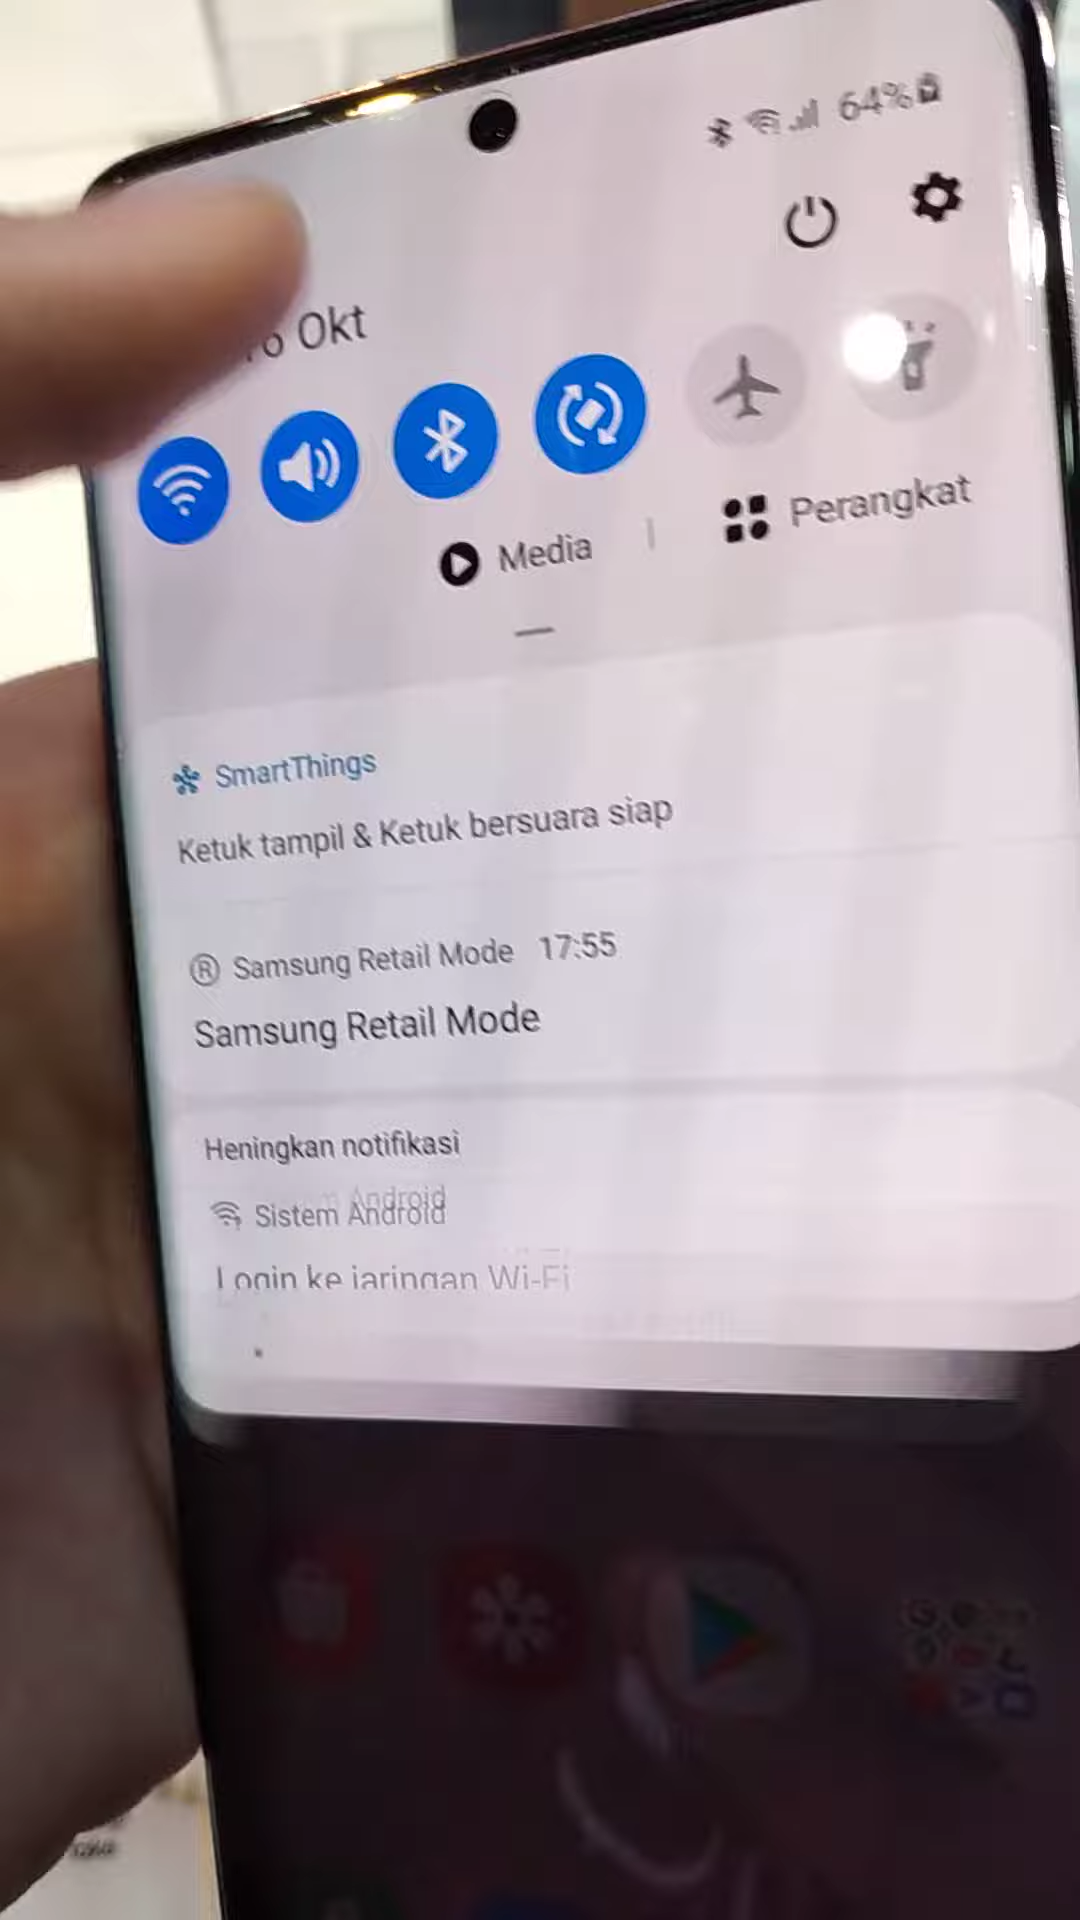 64%
Okt
Media
Perangkat
SmartThings
Ketuk tampil & Ketuk bersuara siap
Samsung Retail Mode 17:55
Samsung Retail Mode
Heningkan notifikasi
Sistem Android
Login ke jaringan Wi-Fi